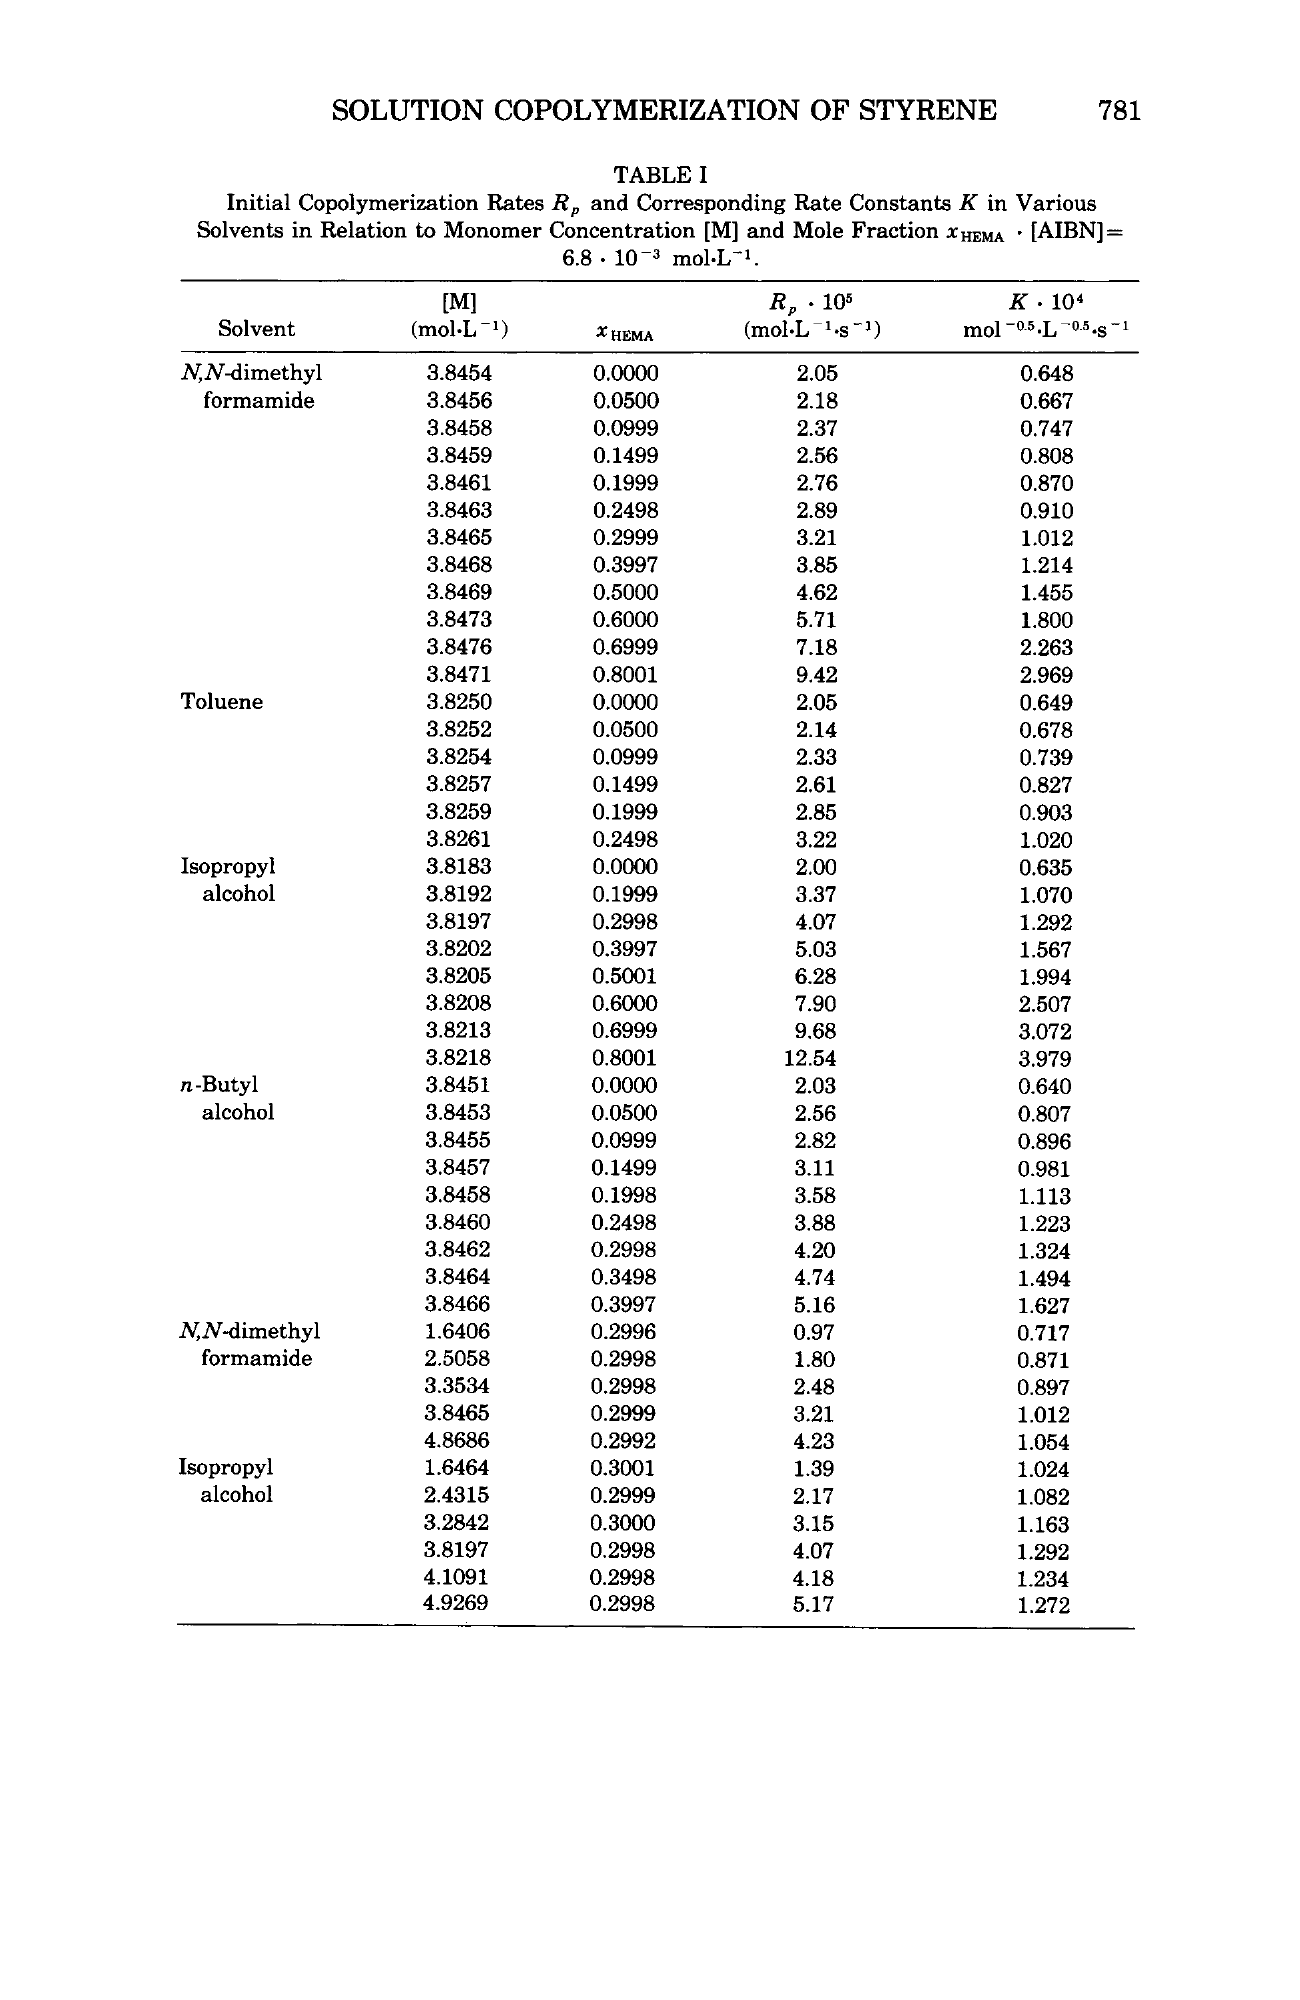 SOLUTION COPOLYMERIZATION OF STYRENE 781
TABLE I
Initial Copolymerization Rates Rp and Corresponding Rate Constants K in Various
Solvents in Relation to Monomer Concentration [M] and Mole Fraction xHEMA · [AIBN]=
6.8 · 10⁻³ mol·L⁻¹.
[M] Rp · 10⁵ K · 10⁴
Solvent (mol·L⁻¹) xHEMA (mol·L⁻¹·s⁻¹) mol⁻⁰·⁵·L⁻⁰·⁵·s⁻¹
N,N-dimethyl 3.8454 0.0000 2.05 0.648
formamide 3.8456 0.0500 2.18 0.667
3.8458 0.0999 2.37 0.747
3.8459 0.1499 2.56 0.808
3.8461 0.1999 2.76 0.870
3.8463 0.2498 2.89 0.910
3.8465 0.2999 3.21 1.012
3.8468 0.3997 3.85 1.214
3.8469 0.5000 4.62 1.455
3.8473 0.6000 5.71 1.800
3.8476 0.6999 7.18 2.263
3.8471 0.8001 9.42 2.969
Toluene 3.8250 0.0000 2.05 0.649
3.8252 0.0500 2.14 0.678
3.8254 0.0999 2.33 0.739
3.8257 0.1499 2.61 0.827
3.8259 0.1999 2.85 0.903
3.8261 0.2498 3.22 1.020
Isopropyl 3.8183 0.0000 2.00 0.635
alcohol 3.8192 0.1999 3.37 1.070
3.8197 0.2998 4.07 1.292
3.8202 0.3997 5.03 1.567
3.8205 0.5001 6.28 1.994
3.8208 0.6000 7.90 2.507
3.8213 0.6999 9.68 3.072
3.8218 0.8001 12.54 3.979
n-Butyl 3.8451 0.0000 2.03 0.640
alcohol 3.8453 0.0500 2.56 0.807
3.8455 0.0999 2.82 0.896
3.8457 0.1499 3.11 0.981
3.8458 0.1998 3.58 1.113
3.8460 0.2498 3.88 1.223
3.8462 0.2998 4.20 1.324
3.8464 0.3498 4.74 1.494
3.8466 0.3997 5.16 1.627
N,N-dimethyl 1.6406 0.2996 0.97 0.717
formamide 2.5058 0.2998 1.80 0.871
3.3534 0.2998 2.48 0.897
3.8465 0.2999 3.21 1.012
4.8686 0.2992 4.23 1.054
Isopropyl 1.6464 0.3001 1.39 1.024
alcohol 2.4315 0.2999 2.17 1.082
3.2842 0.3000 3.15 1.163
3.8197 0.2998 4.07 1.292
4.1091 0.2998 4.18 1.234
4.9269 0.2998 5.17 1.272